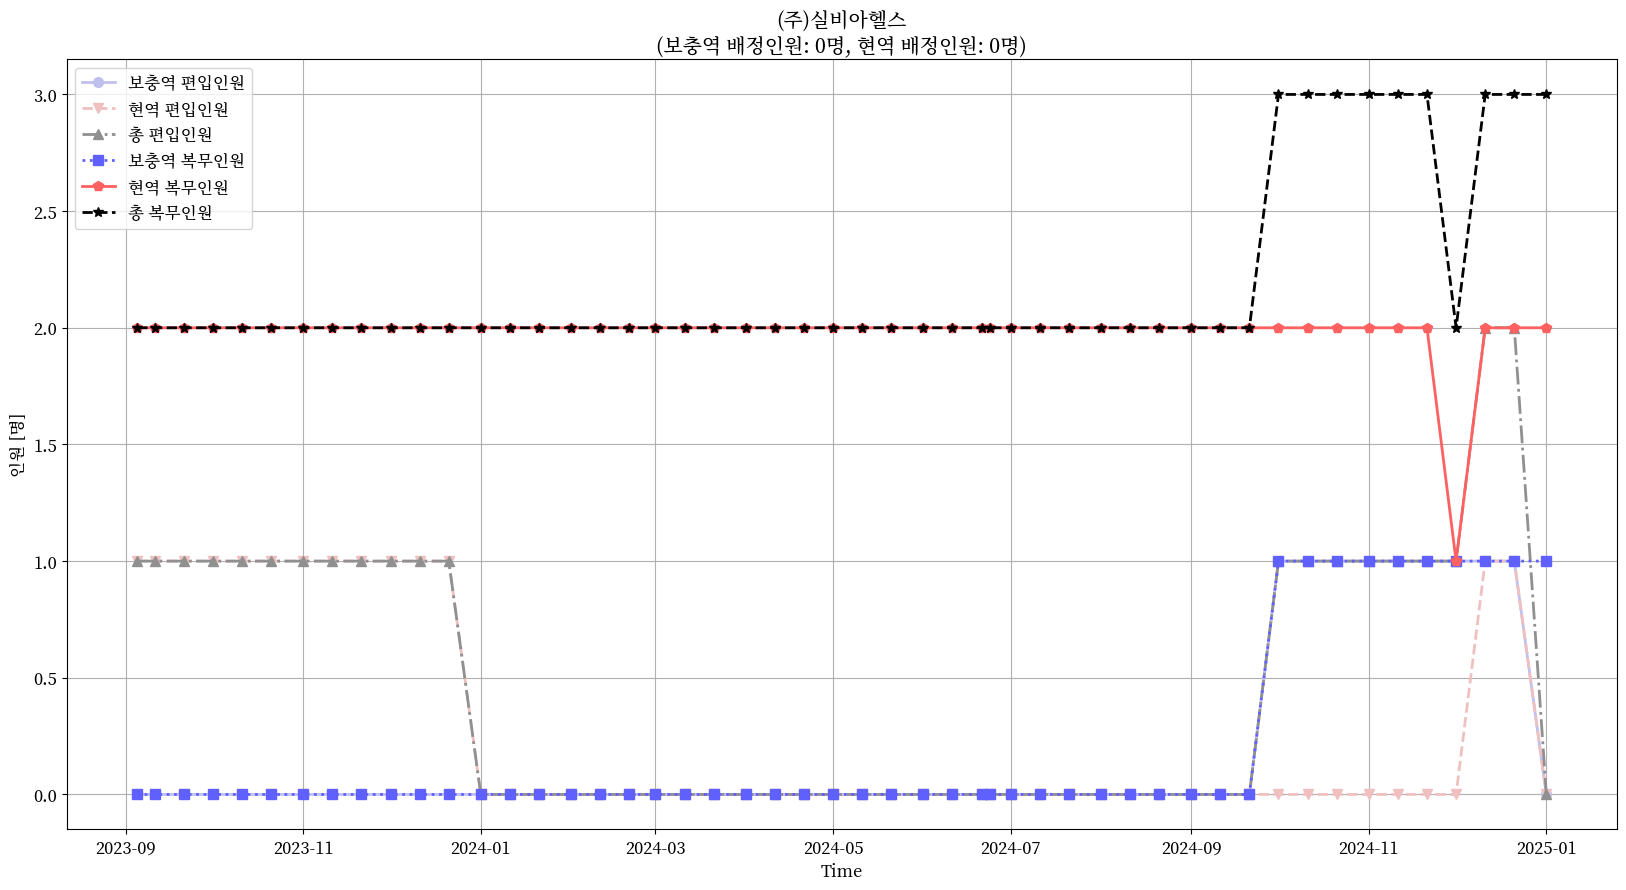 (주)실비아헬스
(보충역 배정인원: 0명, 현역 배정인원: 0명)
보충역 편입인원
현역 편입인원
총 편입인원
보충역 복무인원
현역 복무인원
총 복무인원
3.0
2.5
2.0
1.5
1.0
0.5
0.0
인원 [명]
2023-09
2023-11
2024-01
2024-03
2024-05
2024-07
2024-09
2024-11
2025-01
Time